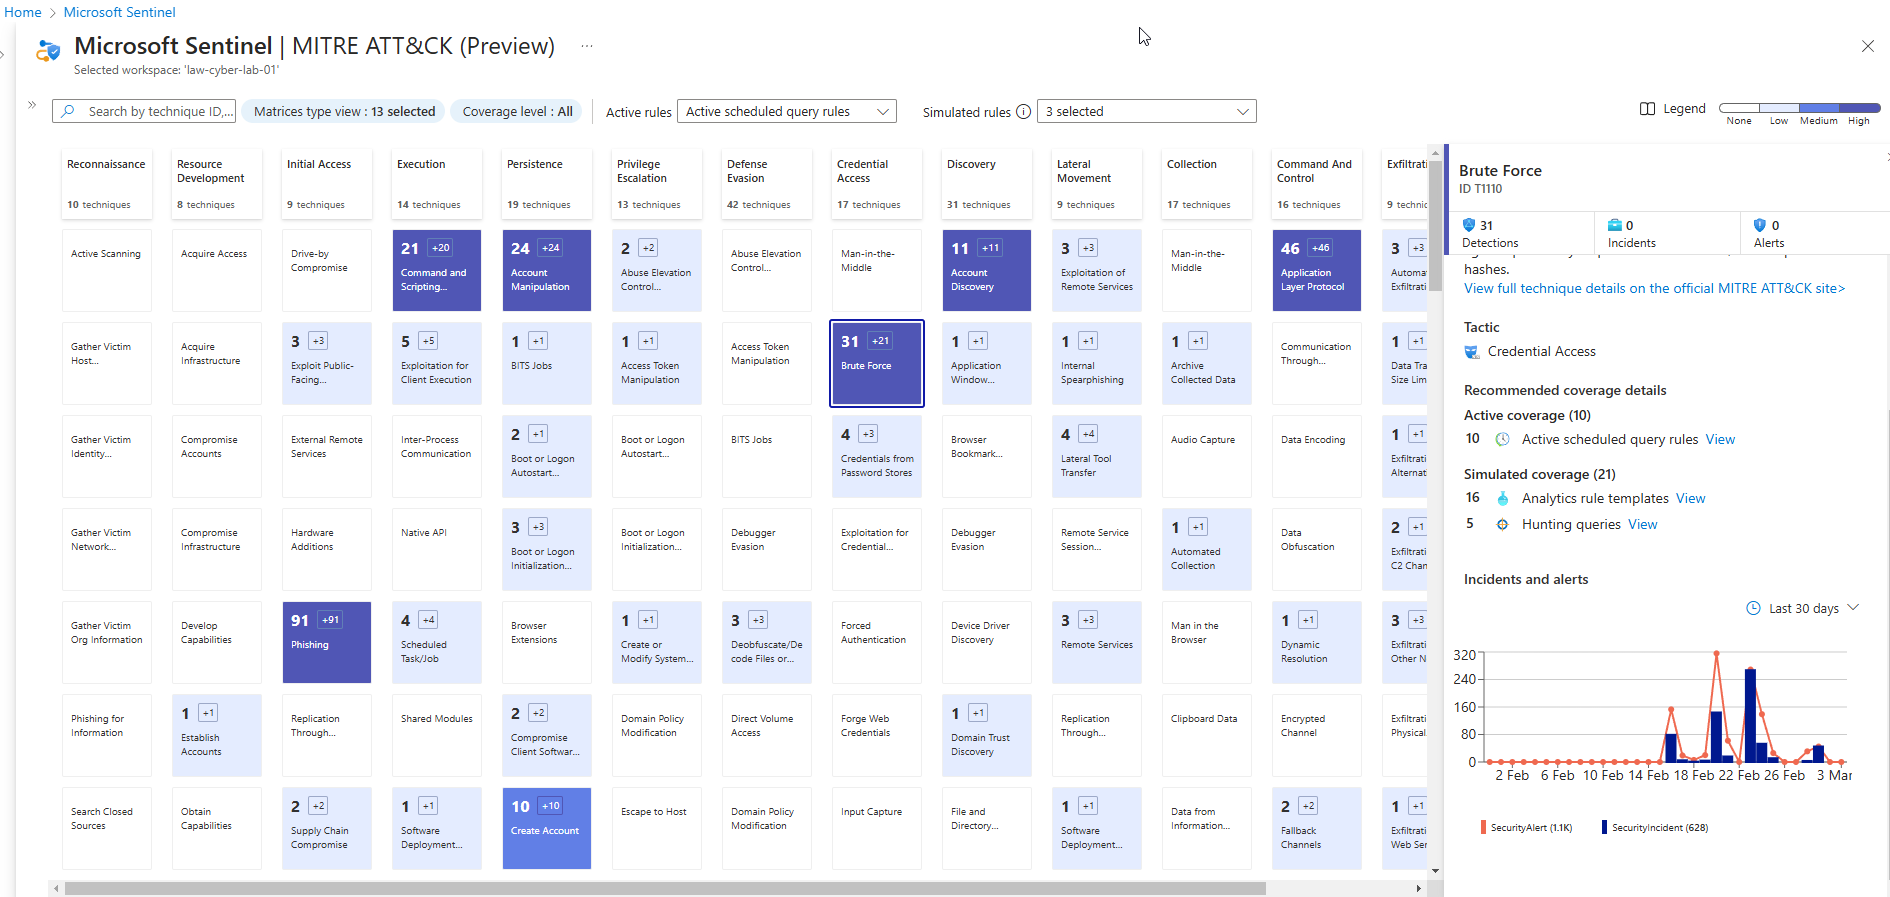 Home > Microsoft Sentinel
Microsoft Sentinel | MITRE ATT&CK (Preview) ...
Selected workspace: 'law-cyber-lab-01'
Search by technique ID,...
Matrices type view : 13 selected
Coverage level : All
Active rules
Active scheduled query rules
Simulated rules
3 selected
Legend
None Low Medium High
Reconnaissance
10 techniques
Resource
Development
8 techniques
Initial Access
9 techniques
Execution
14 techniques
Persistence
19 techniques
Privilege
Escalation
13 techniques
Defense
Evasion
42 techniques
Credential
Access
17 techniques
Discovery
31 techniques
Lateral
Movement
9 techniques
Collection
17 techniques
Command And
Control
16 techniques
Exfiltrati
9 technic
Active Scanning
Acquire Access
Drive-by
Compromise
21 +20
Command and
Scripting...
24 +24
Account
Manipulation
2 +2
Abuse Elevation
Control...
Abuse Elevation
Control...
Man-in-the-
Middle
11 +11
Account
Discovery
3 +3
Exploitation of
Remote Services
Man-in-the-
Middle
46 +46
Application
Layer Protocol
3 +3
Automat
Exfiltrati
Gather Victim
Host...
Acquire
Infrastructure
3 +3
Exploit Public-
Facing...
5 +5
Exploitation for
Client Execution
1 +1
BITS Jobs
1 +1
Access Token
Manipulation
Access Token
Manipulation
31 +21
Brute Force
1 +1
Application
Window...
1 +1
Internal
Spearphishing
1 +1
Archive
Collected Data
Communication
Through...
1 +1
Data Tra
Size Lim
Gather Victim
Identity...
Compromise
Accounts
External Remote
Services
Inter-Process
Communication
2 +1
Boot or Logon
Autostart...
Boot or Logon
Autostart...
BITS Jobs
4 +3
Credentials from
Password Stores
Browser
Bookmark...
4 +4
Lateral Tool
Transfer
Audio Capture
Data Encoding
1 +1
Exfiltrati
Alternat
Gather Victim
Network...
Compromise
Infrastructure
Hardware
Additions
Native API
3 +3
Boot or Logon
Initialization...
Boot or Logon
Initialization...
Debugger
Evasion
Exploitation for
Credential...
Debugger
Evasion
Remote Service
Session...
1 +1
Automated
Collection
Data
Obfuscation
2 +1
Exfiltrati
C2 Chan
Gather Victim
Org Information
Develop
Capabilities
91 +91
Phishing
4 +4
Scheduled
Task/Job
Browser
Extensions
1 +1
Create or
Modify System...
3 +3
Deobfuscate/De
code Files or...
Forced
Authentication
Device Driver
Discovery
3 +3
Remote Services
Man in the
Browser
1 +1
Dynamic
Resolution
3 +3
Exfiltrati
Other N
Phishing for
Information
1 +1
Establish
Accounts
Replication
Through...
Shared Modules
2 +2
Compromise
Client Softwar...
Domain Policy
Modification
Direct Volume
Access
Forge Web
Credentials
1 +1
Domain Trust
Discovery
Replication
Through...
Clipboard Data
Encrypted
Channel
Exfiltrati
Physical.
Search Closed
Sources
Obtain
Capabilities
2 +2
Supply Chain
Compromise
1 +1
Software
Deployment...
10 +10
Create Account
Escape to Host
Domain Policy
Modification
Input Capture
File and
Directory...
1 +1
Software
Deployment...
Data from
Information...
2 +2
Fallback
Channels
1 +1
Exfiltrati
Web Ser
Brute Force
ID T1110
31
Detections
0
Incidents
0
Alerts
hashes.
View full technique details on the official MITRE ATT&CK site>
Tactic
Credential Access
Recommended coverage details
Active coverage (10)
10 Active scheduled query rules View
Simulated coverage (21)
16 Analytics rule templates View
5 Hunting queries View
Incidents and alerts
Last 30 days
320
240
160
80
0
2 Feb 6 Feb 10 Feb 14 Feb 18 Feb 22 Feb 26 Feb 3 Mar
SecurityAlert (1.1K) SecurityIncident (628)